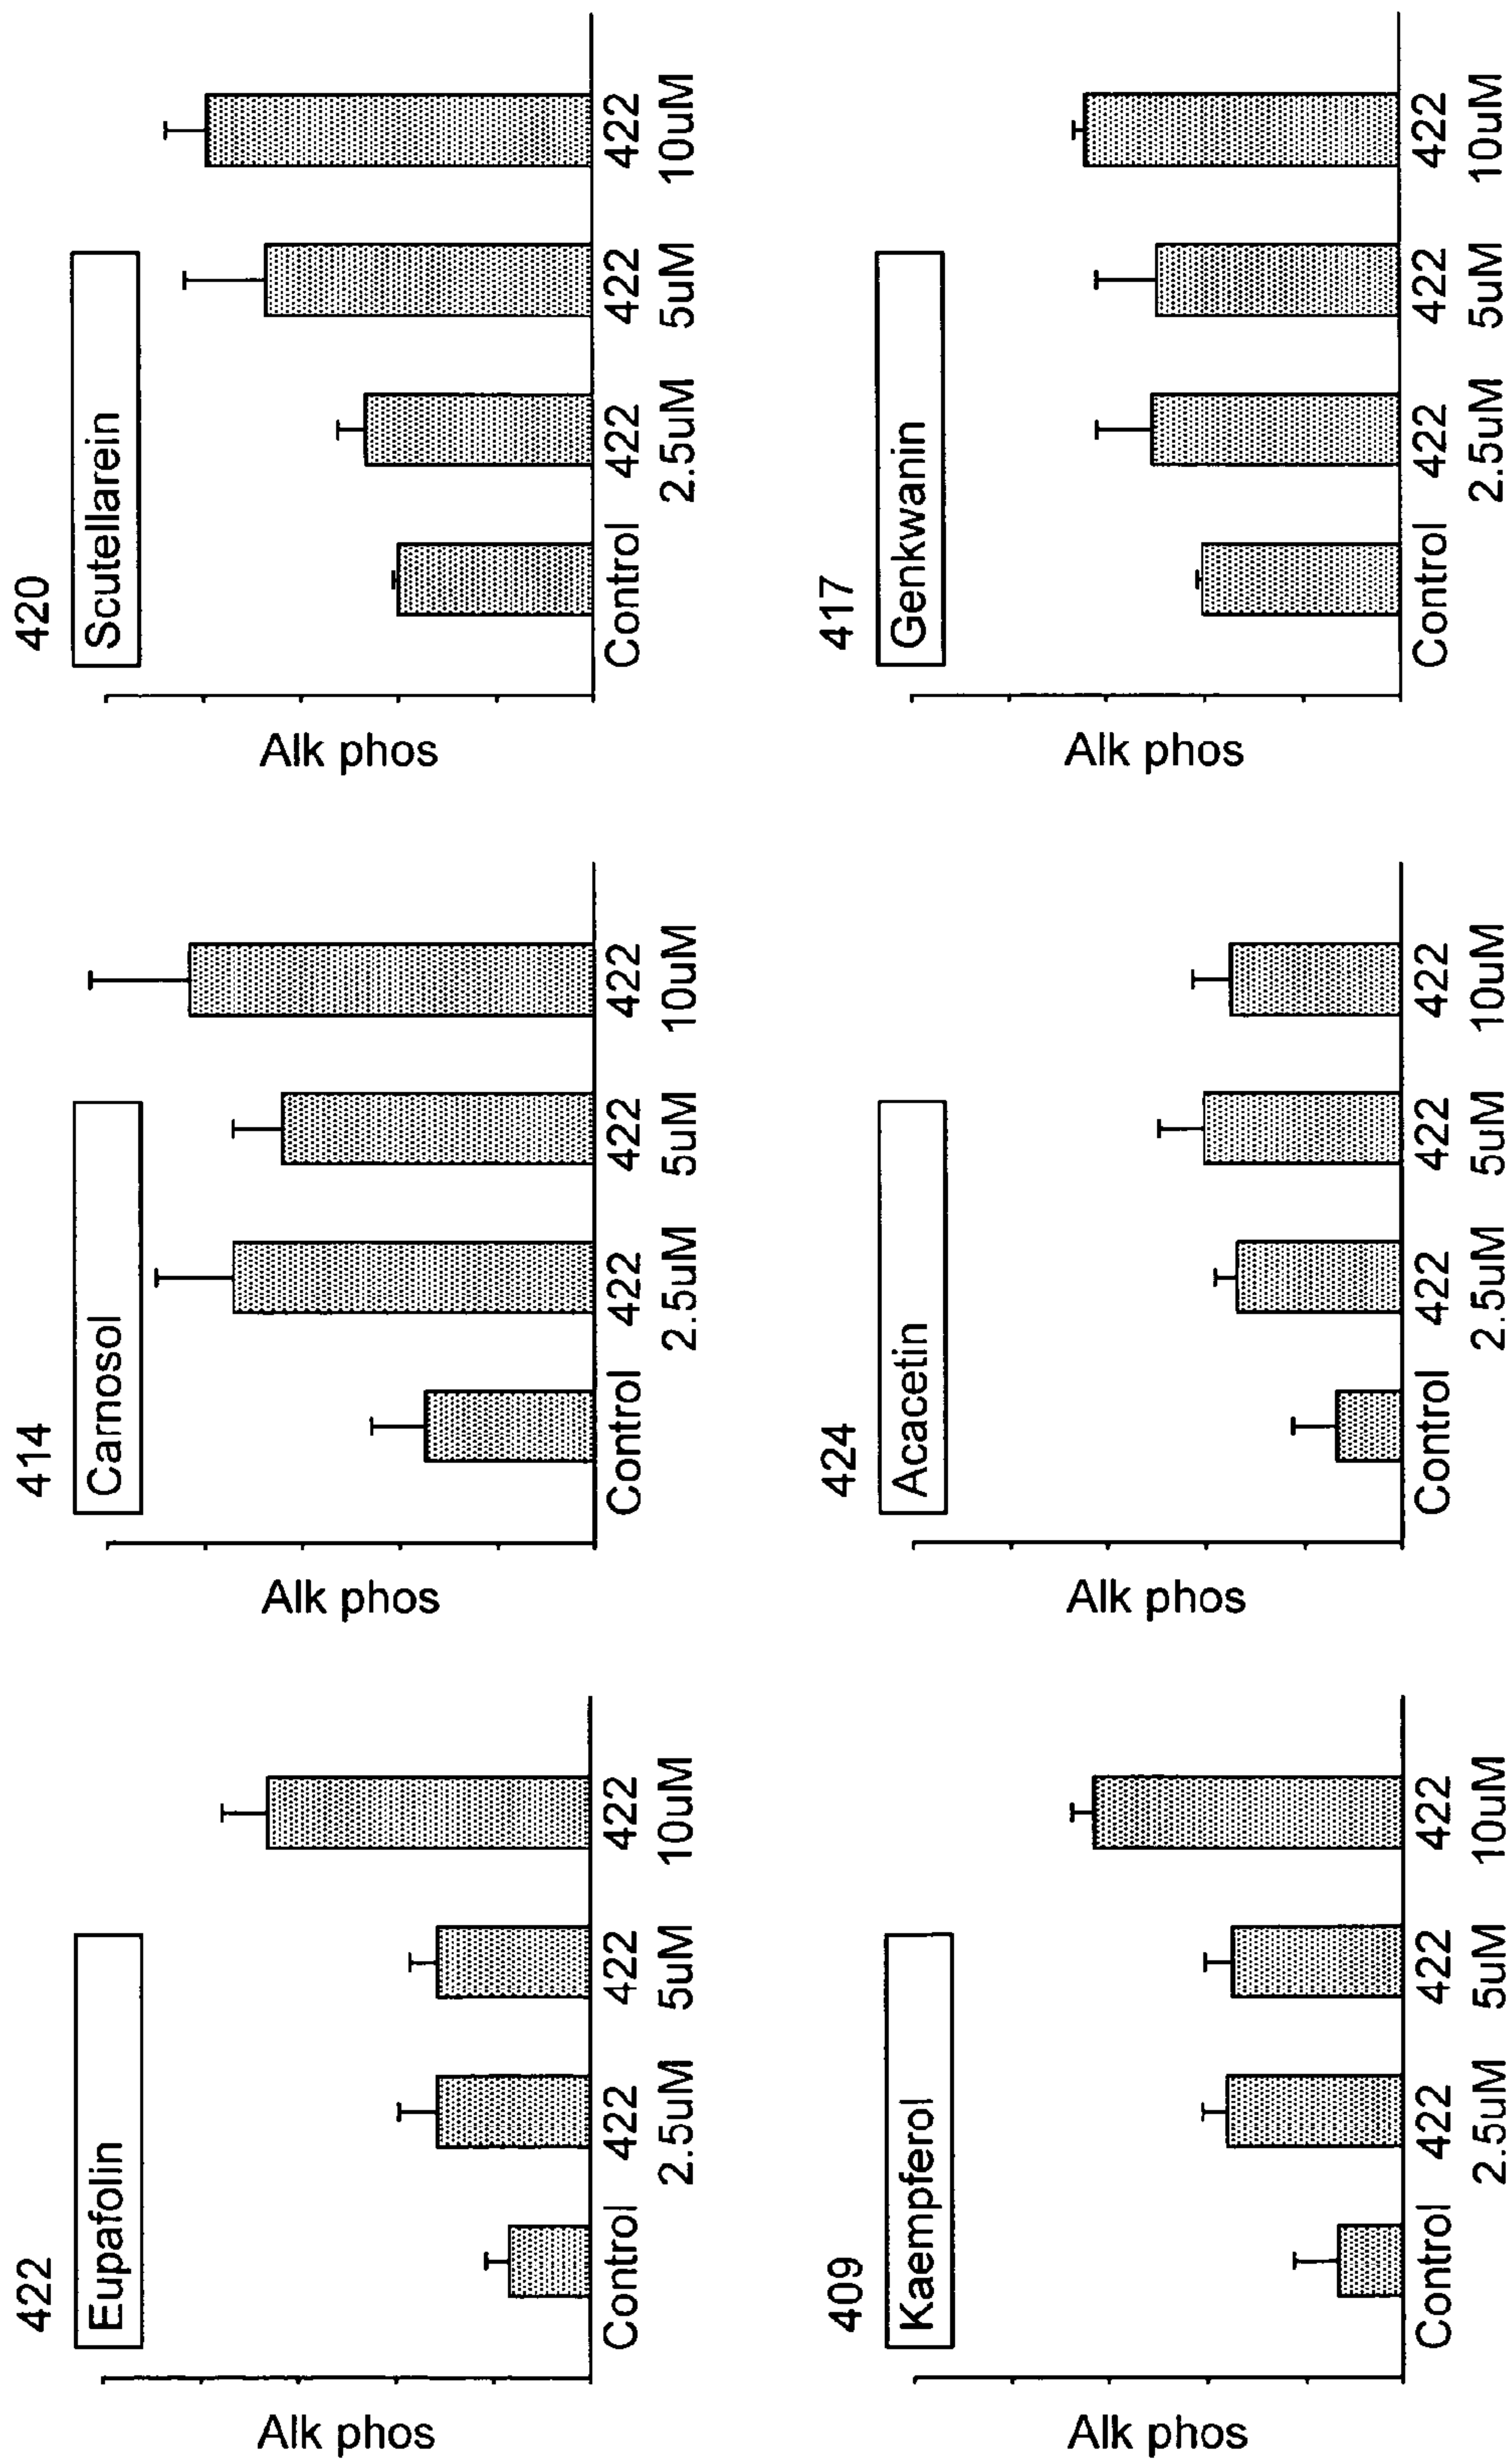 422
Eupafolin
Alk phos
Control 422 422 422
2.5uM 5uM 10uM
414
Carnosol
Alk phos
Control 422 422 422
2.5uM 5uM 10uM
420
Scutellarein
Alk phos
Control 422 422 422
2.5uM 5uM 10uM
409
Kaempferol
Alk phos
Control 422 422 422
2.5uM 5uM 10uM
424
Acacetin
Alk phos
Control 422 422 422
2.5uM 5uM 10uM
417
Genkwanin
Alk phos
Control 422 422 422
2.5uM 5uM 10uM